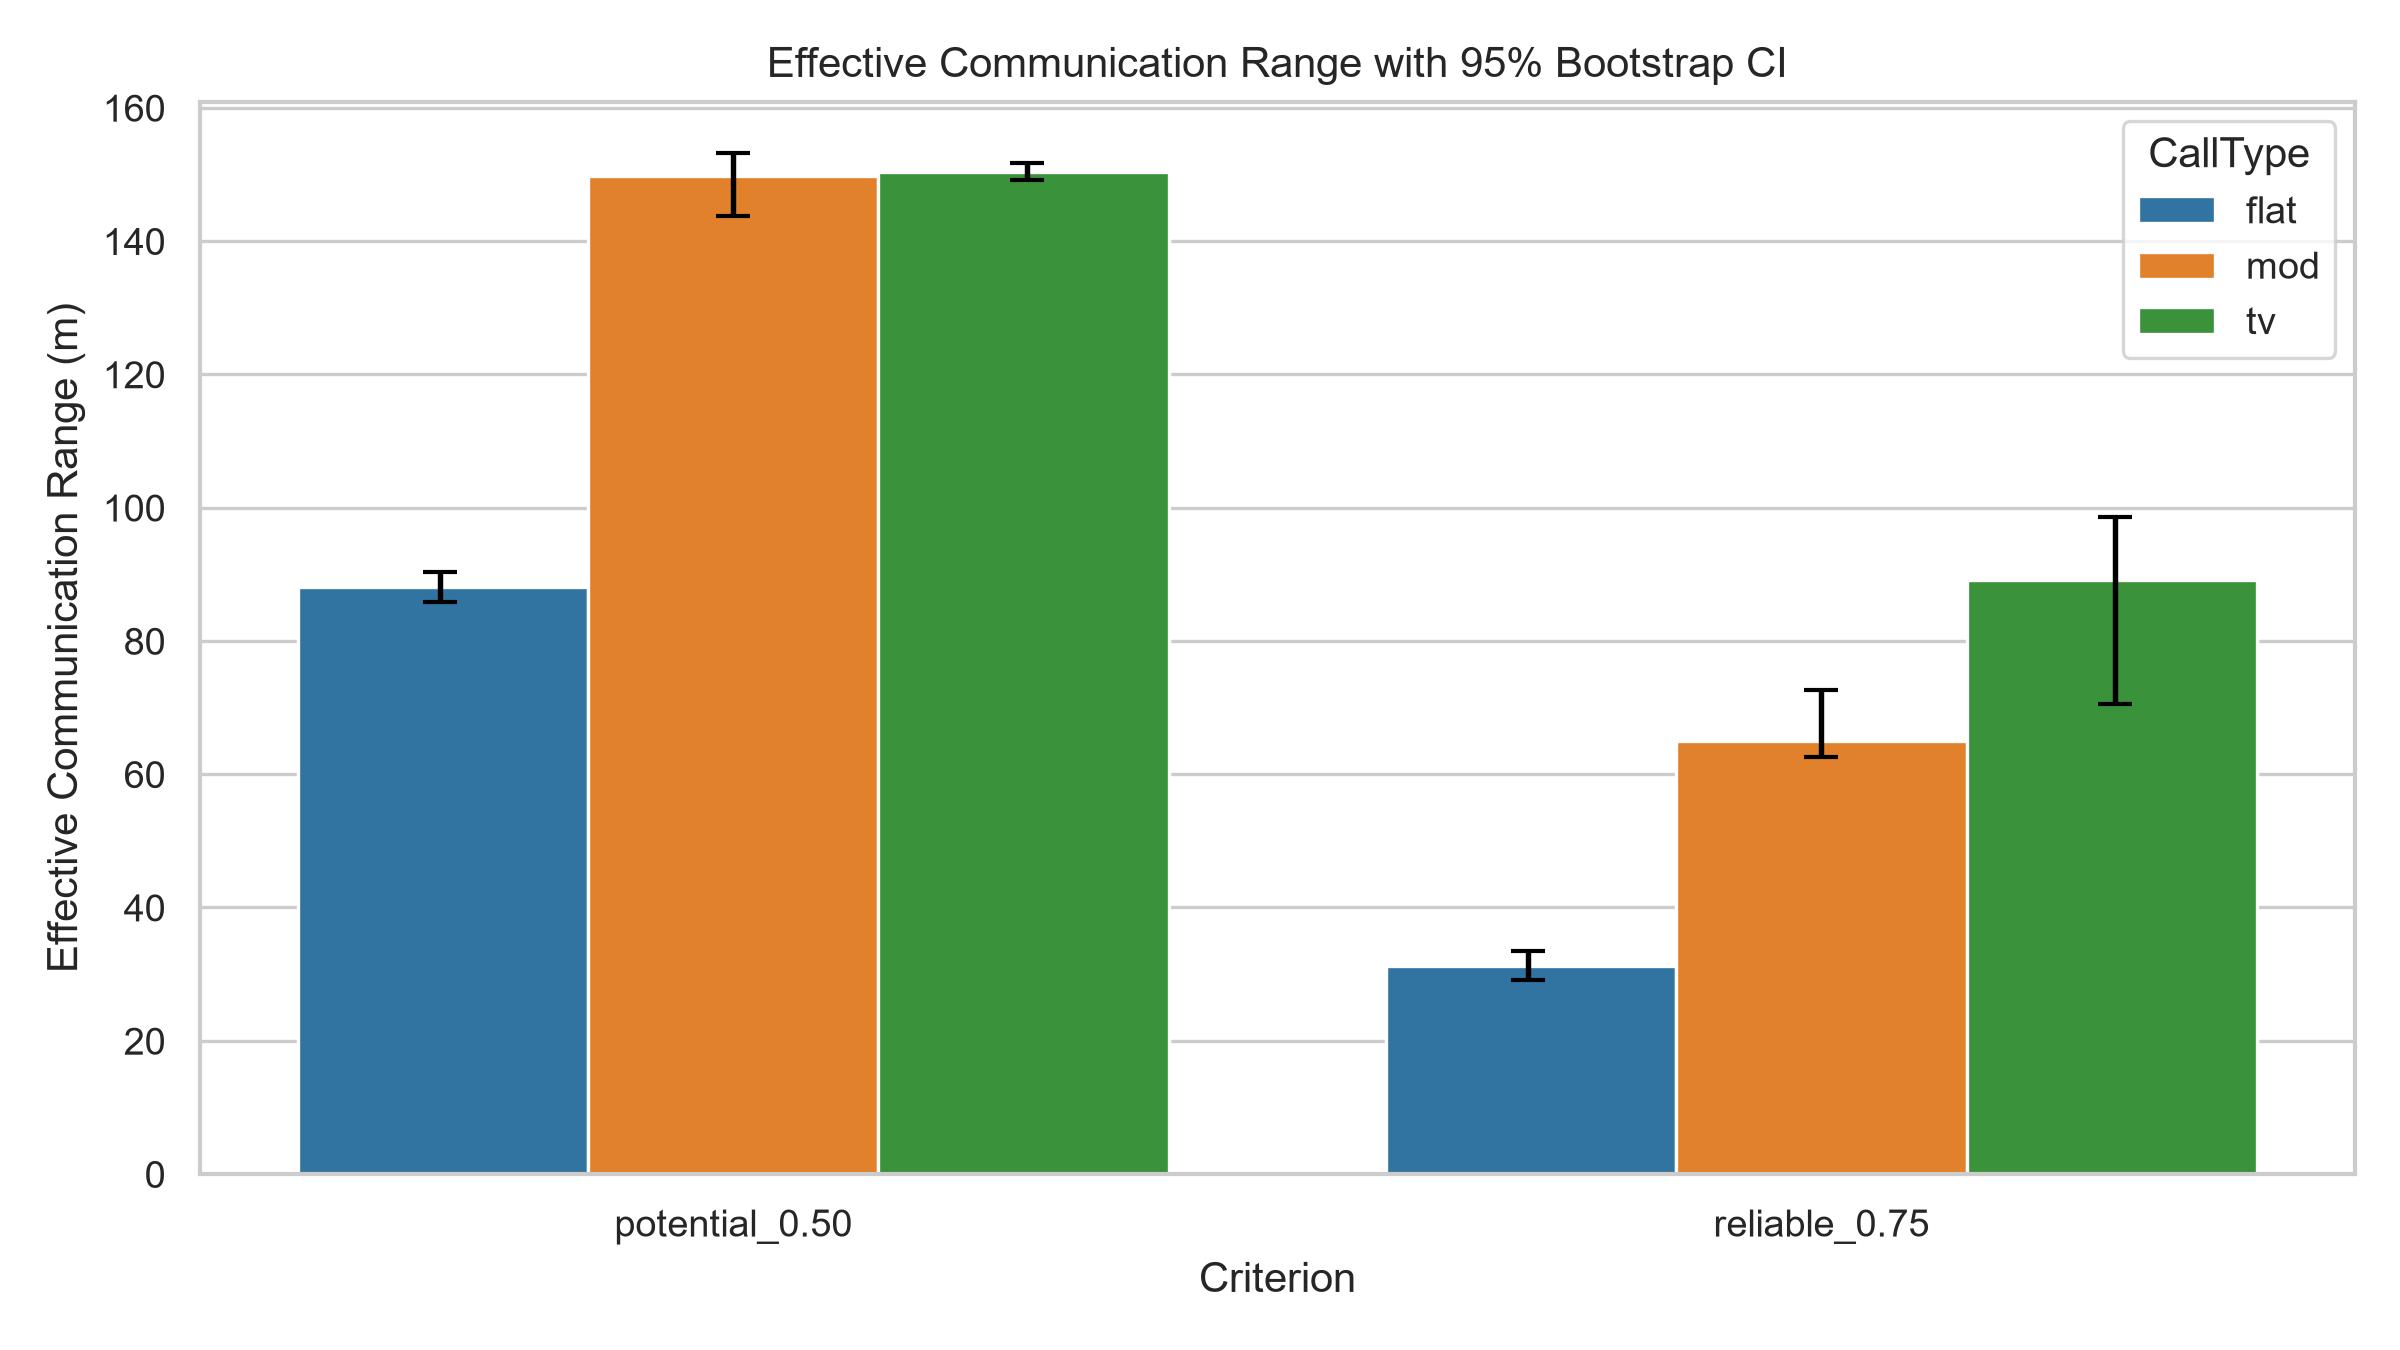 Effective Communication Range with 95% Bootstrap CI
Effective Communication Range (m)
160
140
120
100
80
60
40
20
0
CallType
flat
mod
tv
potential_0.50
reliable_0.75
Criterion